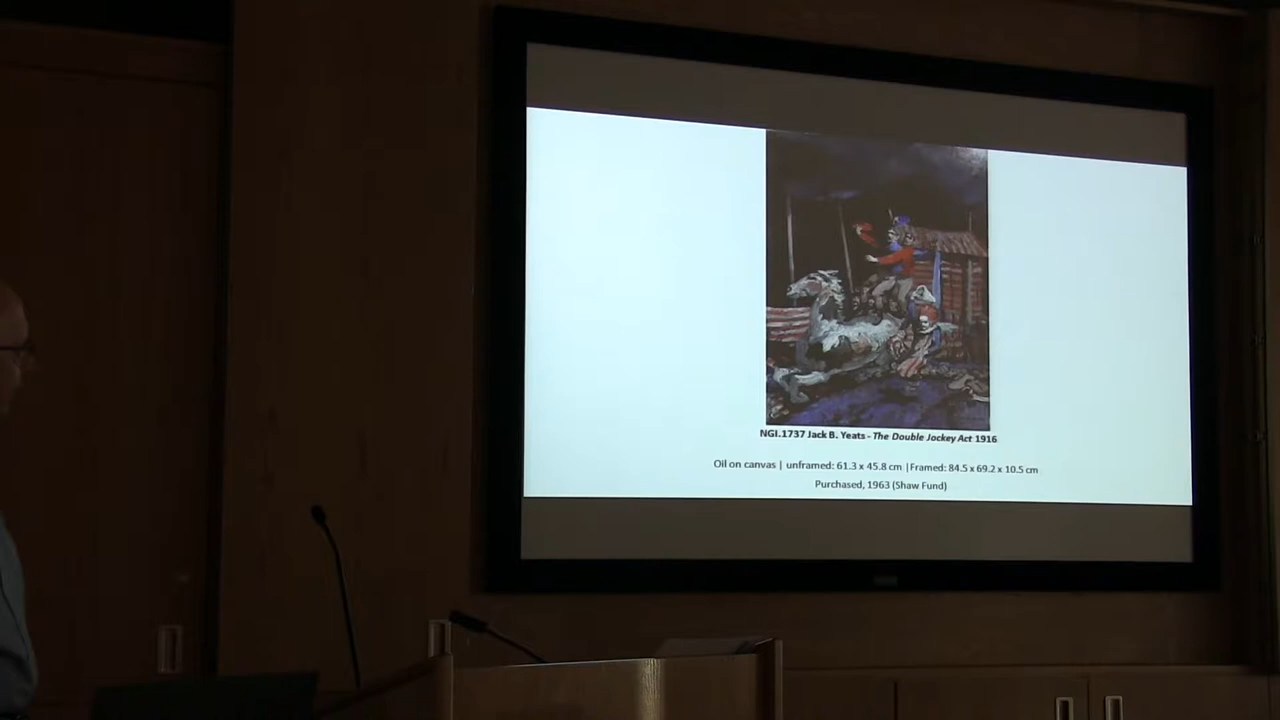 NGI.1737 Jack B. Yeats - The Double Jockey Act 1916
Oil on canvas | unframed: 61.3 x 45.8 cm |Framed: 84.5 x 69.2 x 10.5 cm
Purchased, 1963 (Shaw Fund)